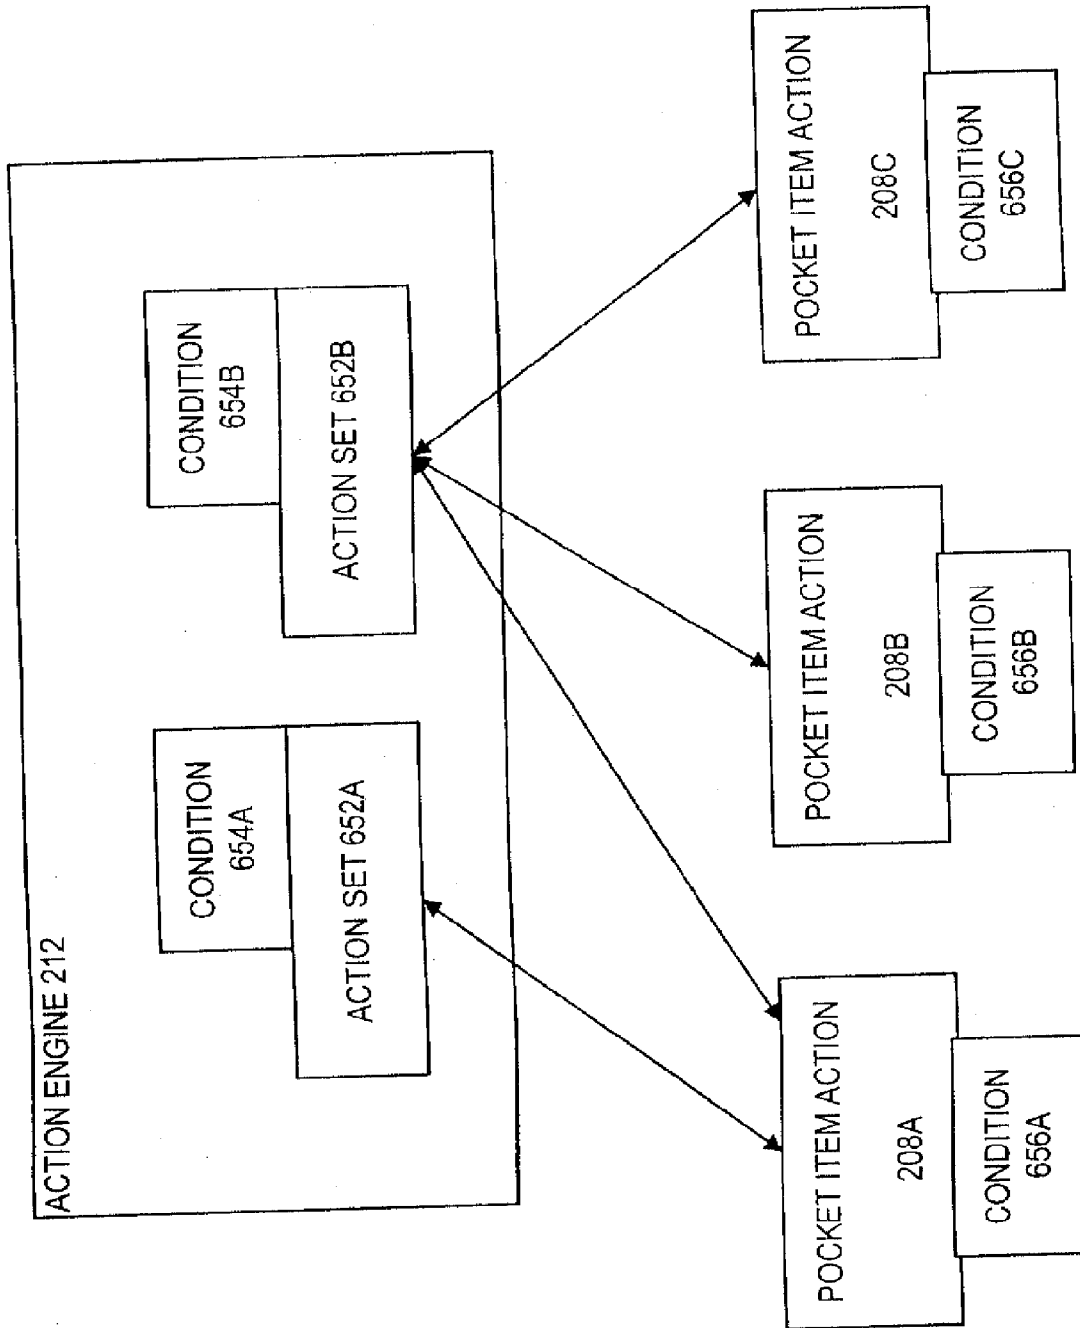 ACTION ENGINE 212
CONDITION
654A
ACTION SET 652A
CONDITION
654B
ACTION SET 652B
POCKET ITEM ACTION
208A
CONDITION
656A
POCKET ITEM ACTION
208B
CONDITION
656B
POCKET ITEM ACTION
208C
CONDITION
656C